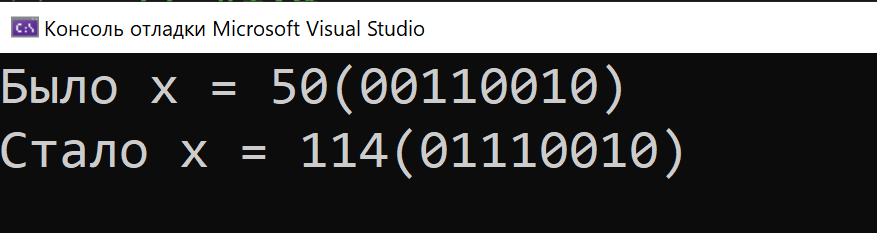 Консоль отладки Microsoft Visual Studio
Было x = 50(00110010)
Стало x = 114(01110010)